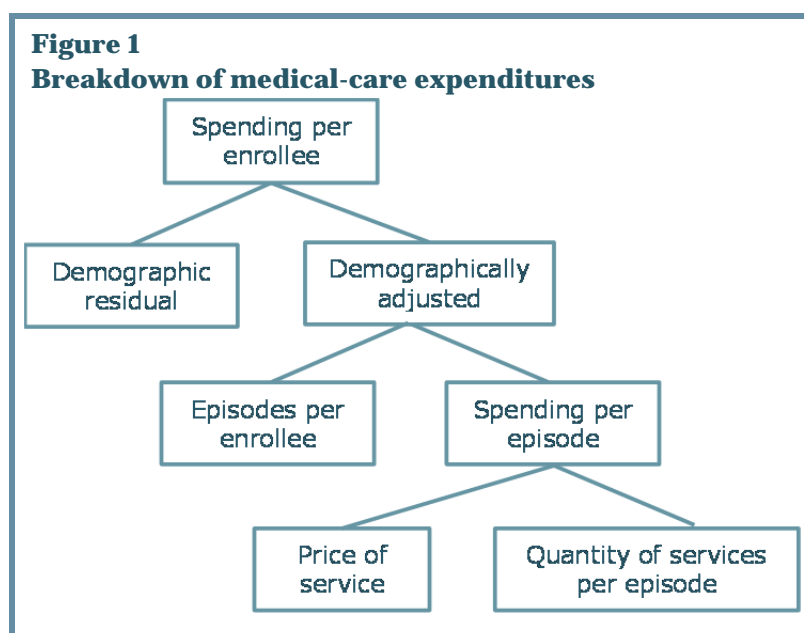 Figure 1
Breakdown of medical-care expenditures
Spending per
enrollee
Demographic
residual
Demographically
adjusted
Episodes per
enrollee
Spending per
episode
Price of
service
Quantity of services
per episode